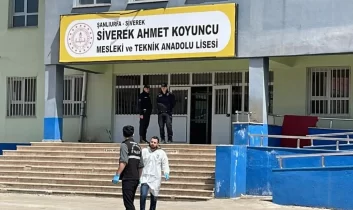 ŞANLIURFA - SİVEREK
SİVEREK AHMET KOYUNCU
MESLEKİ ve TEKNİK ANADOLU LİSESİ